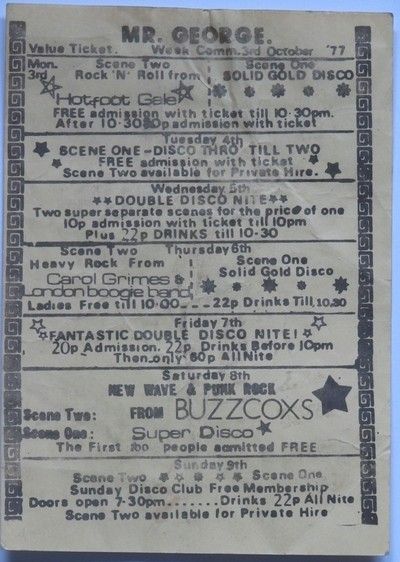 MR. GEORGE.
Value Ticket. Week Comm. 3rd October '77
Mon. Scene Two Scene One
3rd Rock 'N' Roll from SOLID GOLD DISCO
Hotfoot Gale
FREE admission with ticket till 10·30pm.
After 10·30 80p admission with ticket
Tuesday 4th
SCENE ONE-DISCO THRO' TILL TWO
FREE admission with ticket
Scene Two available for Private Hire.
Wednesday 5th
DOUBLE DISCO NITE
Two super separate scenes for the price of one
10p admission with ticket till 10pm
Plus 22p DRINKS till 10-30
Scene Two Thursday 6th Scene One
Heavy Rock From Solid Gold Disco
Carol Grimes &
London boogie band
Ladies Free till 10·00---22p Drinks Till 10.30
Friday 7th
FANTASTIC DOUBLE DISCO NITE!
20p Admission. 22p Drinks Before 10pm
Then only 60p All Nite
Saturday 8th
NEW WAVE & PUNK ROCK
Scene Two: FROM BUZZCOXS
Scene One: Super Disco
The First 100 people admitted FREE
Sunday 9th
Scene Two Scene One
Sunday Disco Club Free Membership
Doors open 7-30pm.......Drinks 22p All Nite
Scene Two available for Private Hire